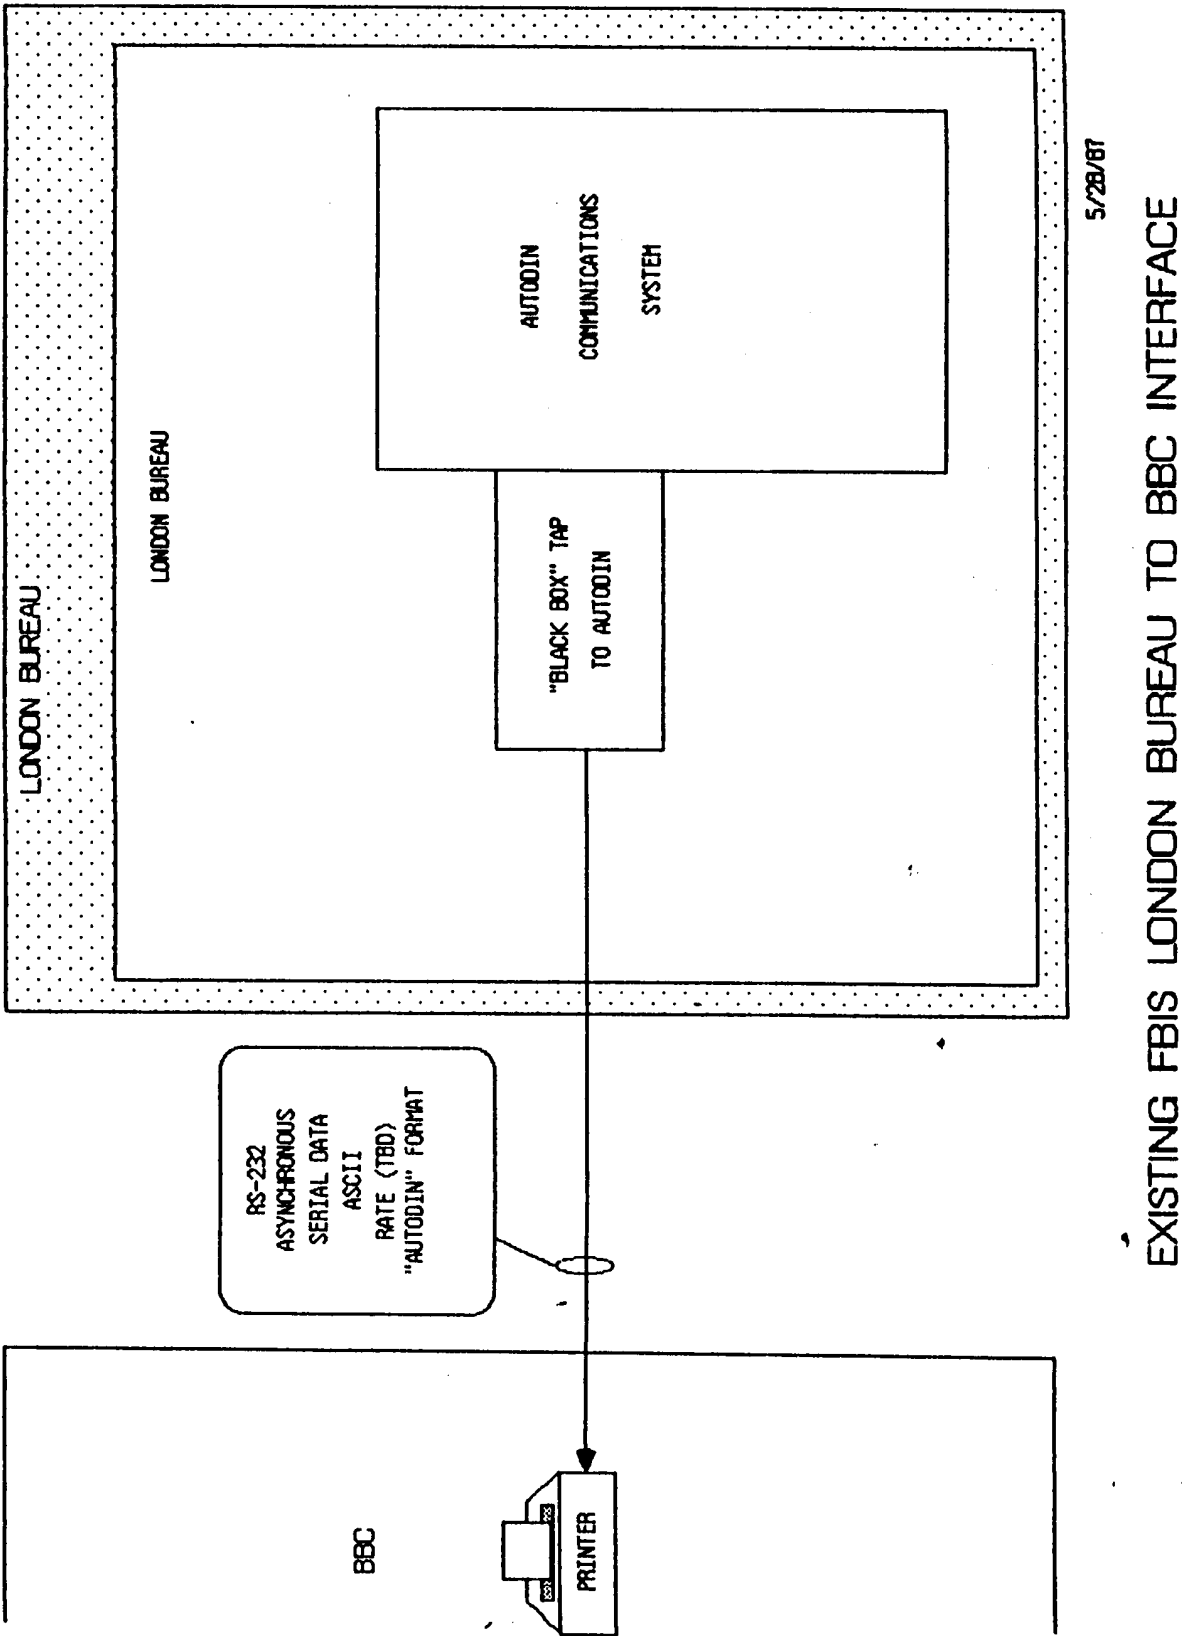 LONDON BUREAU
LONDON BUREAU
AUTODIN
COMMUNICATIONS
SYSTEM
"BLACK BOX" TAP
TO AUTODIN
RS-232
ASYNCHRONOUS
SERIAL DATA
ASCII
RATE (TBD)
"AUTODIN" FORMAT
BBC
PRINTER
5/28/87
EXISTING FBIS LONDON BUREAU TO BBC INTERFACE